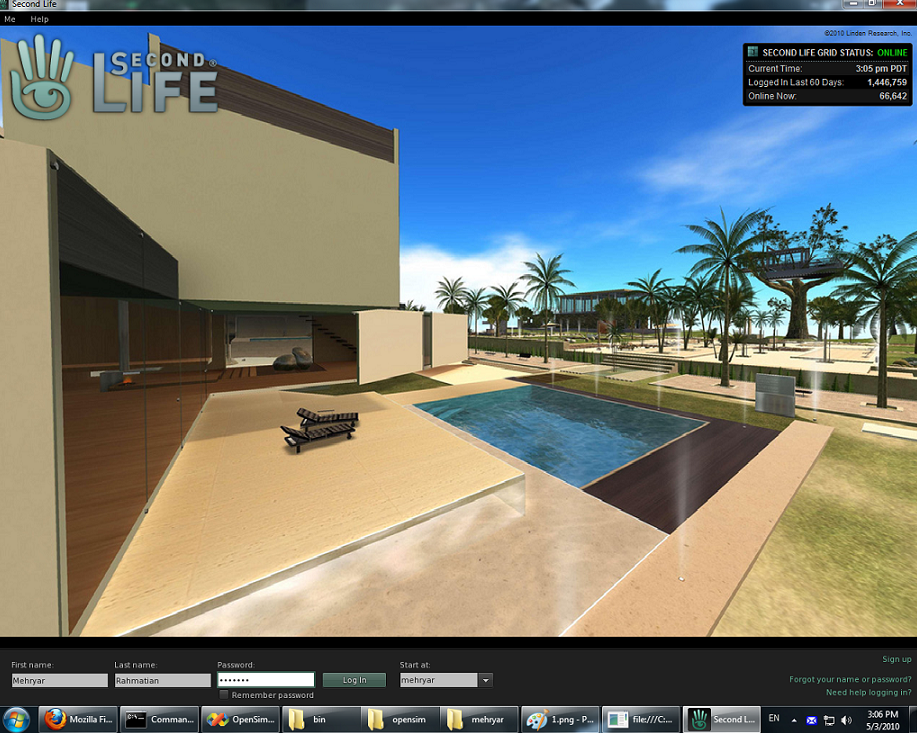 Second Life
Me Help
©2010 Linden Research, Inc.
SECOND® LIFE
SECOND LIFE GRID STATUS: ONLINE
Current Time: 3:05 pm PDT
Logged In Last 60 Days: 1,446,759
Online Now: 66,642
First name: Last name: Password: Start at:
Mehryar Rahmatian ••••••• Log In mehryar
Remember password
Sign up
Forgot your name or password?
Need help logging in?
Mozilla Fi... Comman... OpenSim... bin opensim mehryar 1.png - P... file:///C:... Second L... EN 3:06 PM
5/3/2010